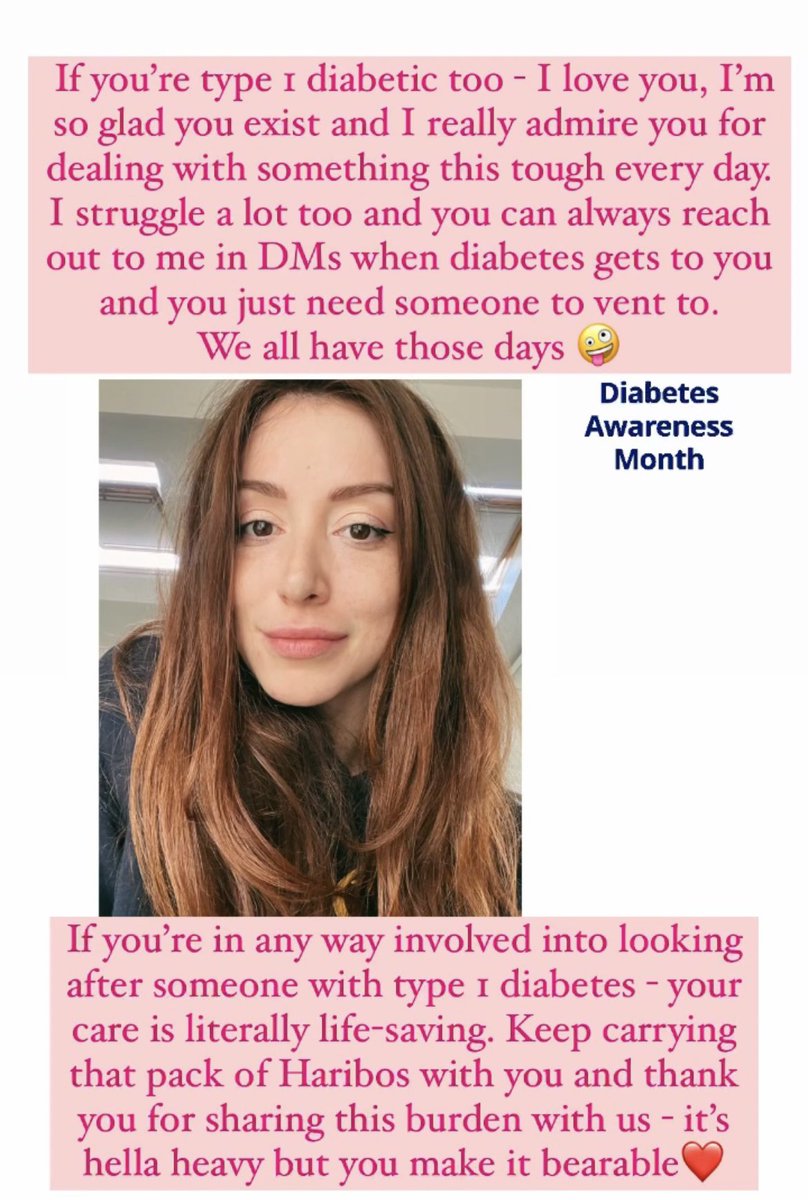 If you're type 1 diabetic too - I love you, I'm
so glad you exist and I really admire you for
dealing with something this tough every day.
I struggle a lot too and you can always reach
out to me in DMs when diabetes gets to you
and you just need someone to vent to.
We all have those days 🤪
Diabetes
Awareness
Month
If you're in any way involved into looking
after someone with type 1 diabetes - your
care is literally life-saving. Keep carrying
that pack of Haribos with you and thank
you for sharing this burden with us - it's
hella heavy but you make it bearable❤️